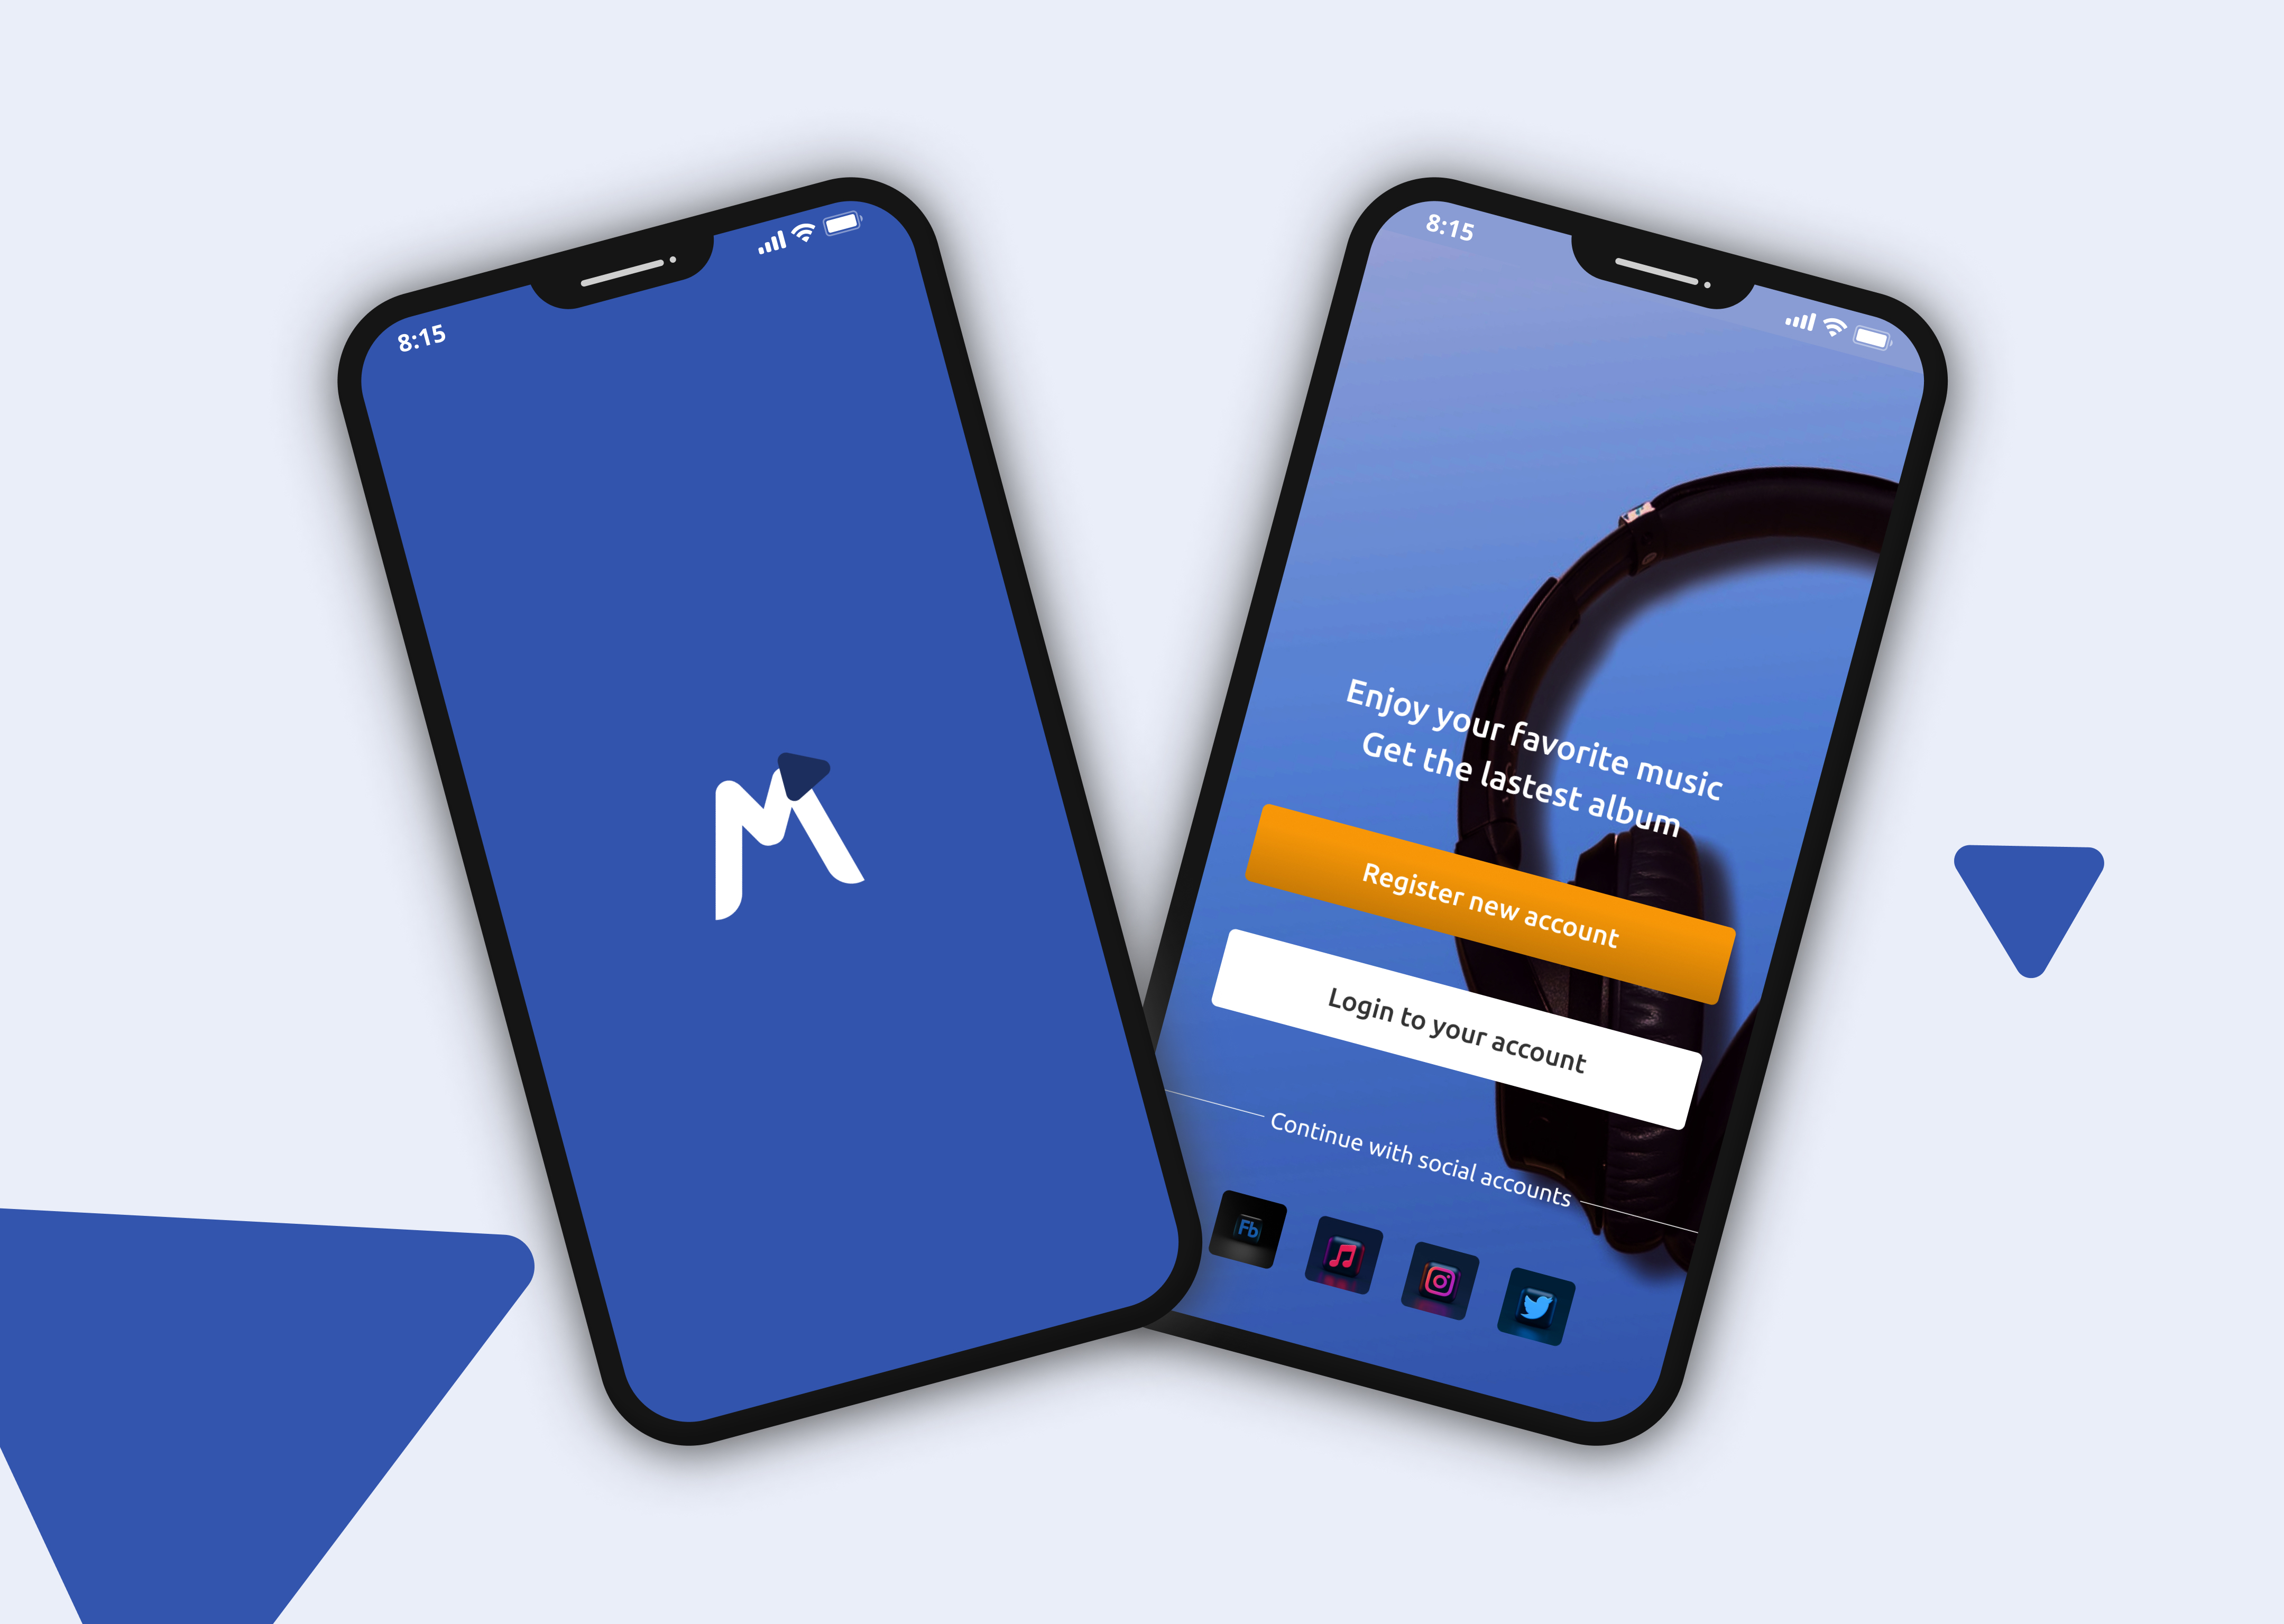 8:15
M
8:15
Enjoy your favorite music
Get the lastest album
Register new account
Login to your account
Continue with social accounts
Fb